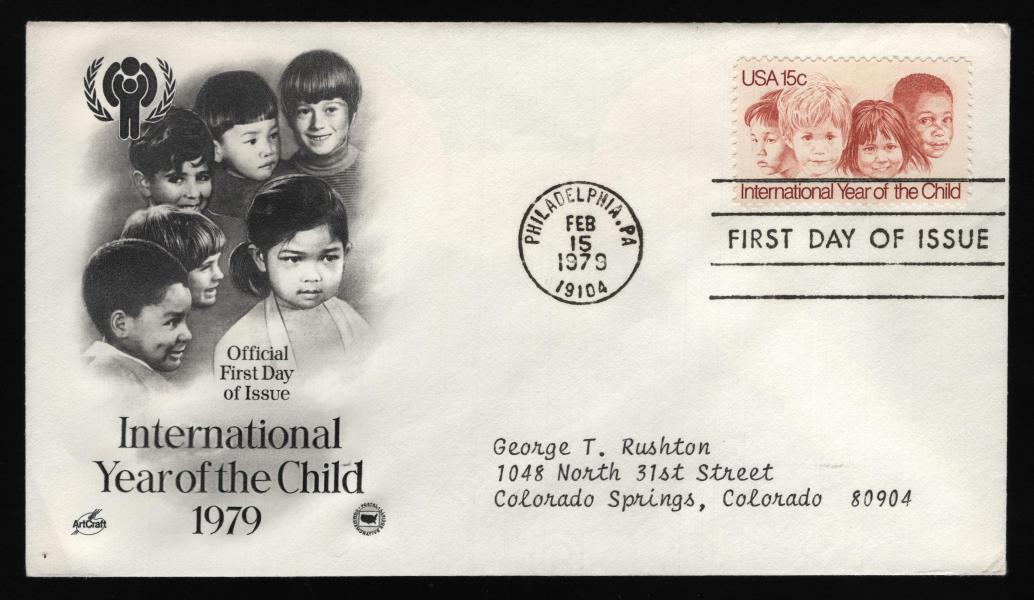 USA 15c
International Year of the Child
PHILADELPHIA, PA
FEB
15
1979
19104
FIRST DAY OF ISSUE
Official
First Day
of Issue
International
Year of the Child
1979
ArtCraft
George T. Rushton
1048 North 31st Street
Colorado Springs, Colorado 80904